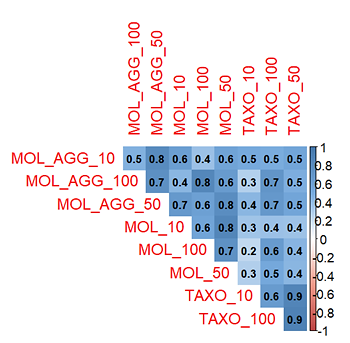 MOL_AGG_100
MOL_AGG_50
MOL_10
MOL_100
MOL_50
TAXO_10
TAXO_100
TAXO_50
MOL_AGG_10 0.5 0.8 0.6 0.4 0.6 0.5 0.5 0.5
MOL_AGG_100 0.7 0.4 0.8 0.6 0.3 0.7 0.5
MOL_AGG_50 0.7 0.6 0.8 0.4 0.7 0.5
MOL_10 0.6 0.8 0.3 0.4 0.4
MOL_100 0.7 0.2 0.6 0.4
MOL_50 0.3 0.5 0.4
TAXO_10 0.6 0.9
TAXO_100 0.9
1
0.8
0.6
0.4
0.2
0
-0.2
-0.4
-0.6
-0.8
-1